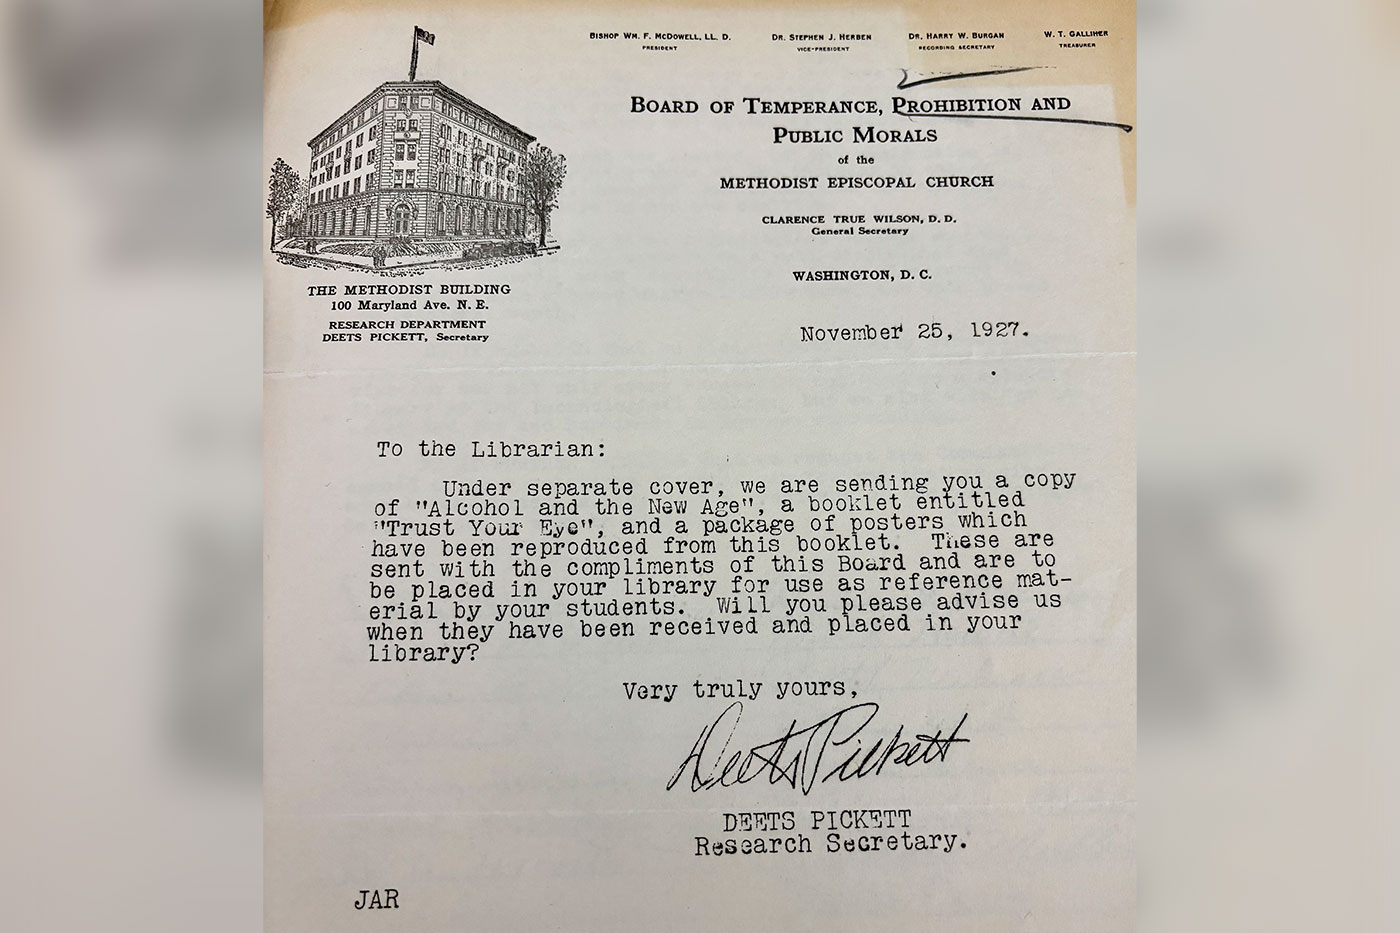 BISHOP WM. F. McDOWELL, LL. D.
PRESIDENT
DR. STEPHEN J. HERBEN
VICE-PRESIDENT
DR. HARRY W. BURGAN
RECORDING SECRETARY
W. T. GALLIHER
TREASURER
BOARD OF TEMPERANCE, PROHIBITION AND
PUBLIC MORALS
of the
METHODIST EPISCOPAL CHURCH
CLARENCE TRUE WILSON, D. D.
General Secretary
WASHINGTON, D. C.
THE METHODIST BUILDING
100 Maryland Ave. N. E.
RESEARCH DEPARTMENT
DEETS PICKETT, Secretary
November 25, 1927.
To the Librarian:
Under separate cover, we are sending you a copy
of "Alcohol and the New Age", a booklet entitled
"Trust Your Eye", and a package of posters which
have been reproduced from this booklet. These are
sent with the compliments of this Board and are to
be placed in your library for use as reference mat-
erial by your students. Will you please advise us
when they have been received and placed in your
library?
Very truly yours,
Deets Pickett
DEETS PICKETT
Research Secretary.
JAR